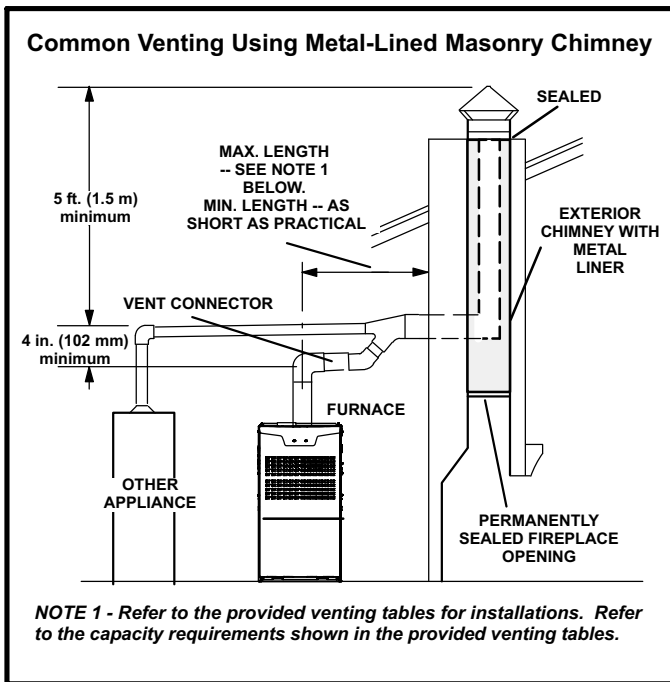 Common Venting Using Metal-Lined Masonry Chimney
SEALED
MAX. LENGTH
-- SEE NOTE 1
BELOW.
MIN. LENGTH -- AS
SHORT AS PRACTICAL
5 ft. (1.5 m)
minimum
EXTERIOR
CHIMNEY WITH
METAL
LINER
VENT CONNECTOR
4 in. (102 mm)
minimum
FURNACE
OTHER
APPLIANCE
PERMANENTLY
SEALED FIREPLACE
OPENING
NOTE 1 - Refer to the provided venting tables for installations. Refer
to the capacity requirements shown in the provided venting tables.